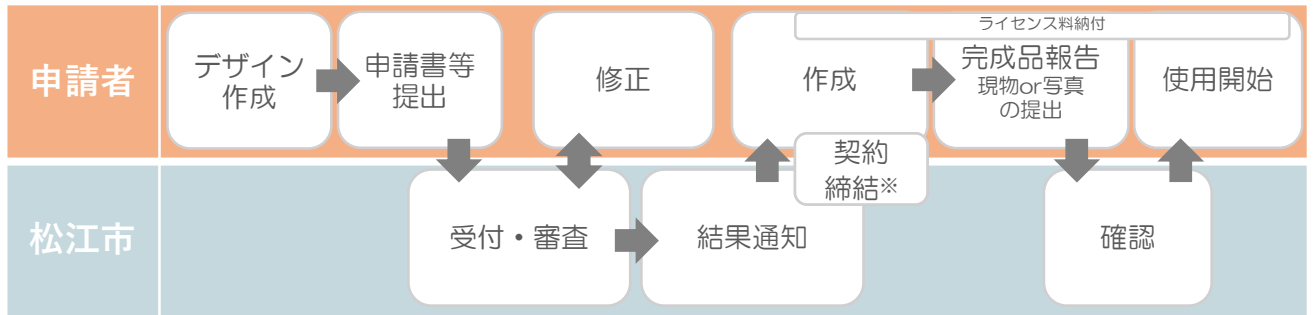 申請者
デザイン
作成
申請書等
提出
修正
作成
ライセンス料納付
完成品報告
現物or写真
の提出
使用開始
契約
締結※
松江市
受付・審査
結果通知
確認